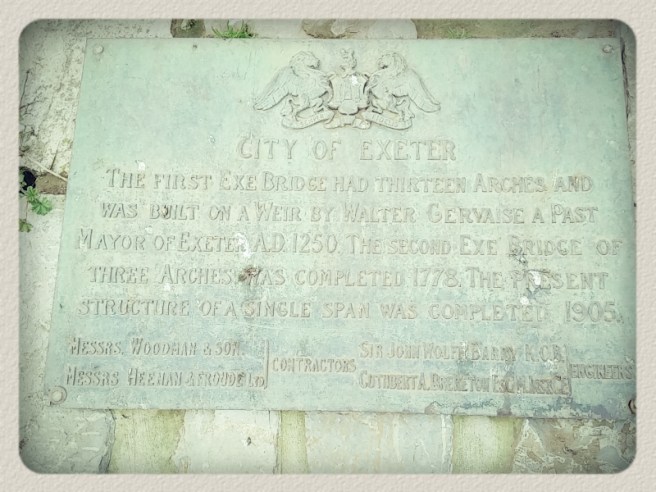 CITY OF EXETER
THE FIRST EXE BRIDGE HAD THIRTEEN ARCHES AND
WAS BUILT ON A WEIR BY WALTER GERVAISE A PAST
MAYOR OF EXETER A.D. 1250. THE SECOND EXE BRIDGE OF
THREE ARCHES WAS COMPLETED 1778. THE PRESENT
STRUCTURE OF A SINGLE SPAN WAS COMPLETED 1905.
MESSRS. WOODMAN & SON.
MESSRS HEENAN & FROUDE LTD
CONTRACTORS
SIR JOHN WOLFE BARRY K.C.B.
CUTHBERT A. BRERETON ESQ. M.INST.C.E.
ENGINEERS